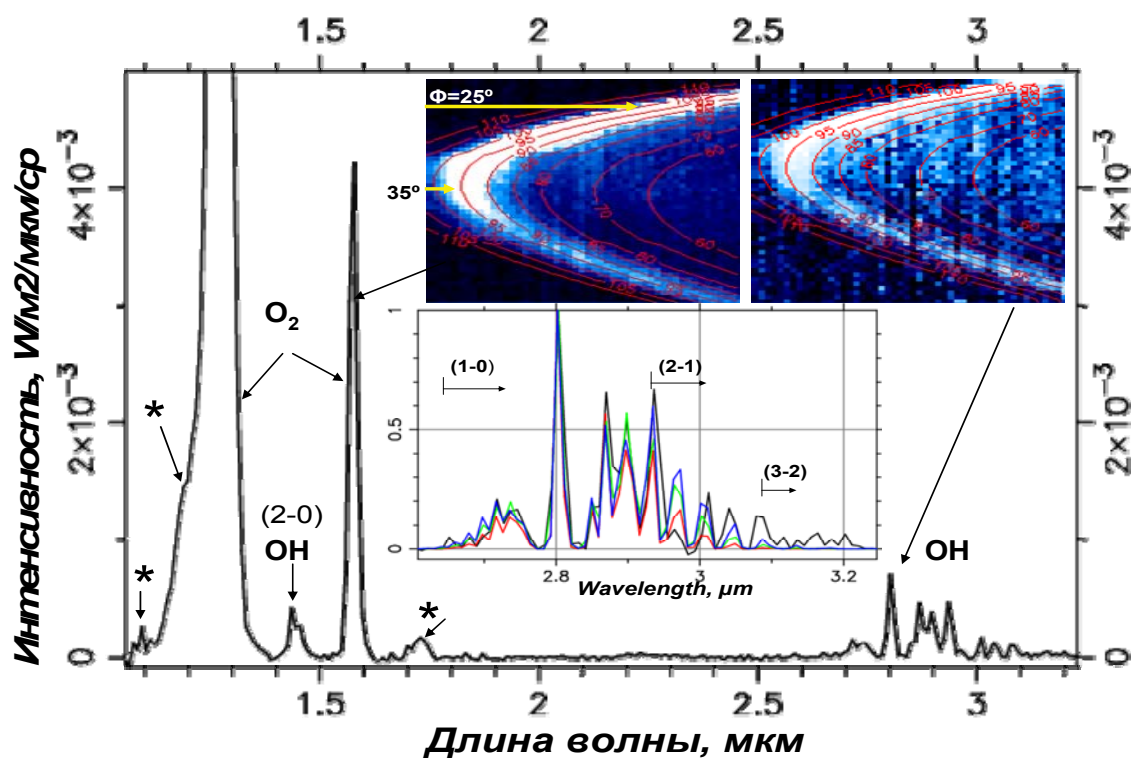 1.5 2 2.5 3
Интенсивность, W/м2/мкм/ср
0 2×10⁻³ 4×10⁻³
Φ=25º
35º
O₂
*
*
(2-0)
OH
*
(1-0)
(2-1)
(3-2)
1
0.5
0
2.8 3 3.2
Wavelength, µm
OH
0 2×10⁻³ 4×10⁻³
1.5 2 2.5 3
Длина волны, мкм